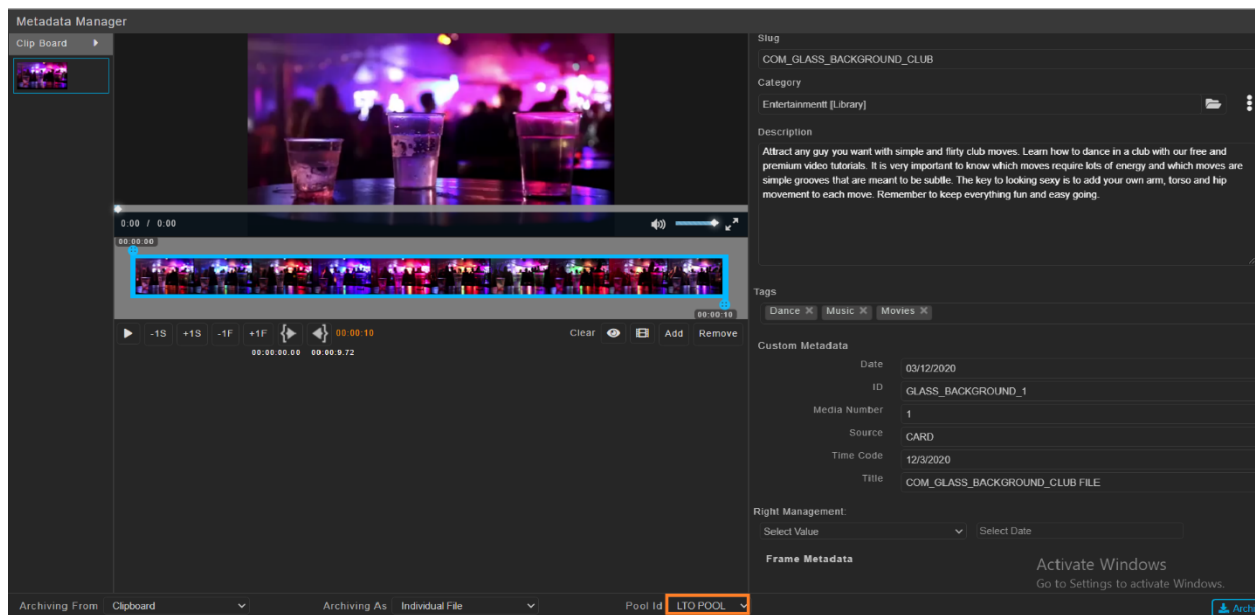 Metadata Manager
Clip Board
Slug
COM_GLASS_BACKGROUND_CLUB
Category
Entertainmentt [Library]
Description
Attract any guy you want with simple and flirty club moves. Learn how to dance in a club with our free and
premium video tutorials. It is very important to know which moves require lots of energy and which moves are
simple grooves that are meant to be subtle. The key to looking sexy is to add your own arm, torso and hip
movement to each move. Remember to keep everything fun and easy going.
0:00 / 0:00
00:00:00
00:00:10
-1S +1S -1F +1F 00:00:10 Clear Add Remove
00:00:00.00 00:00:9.72
Tags
Dance Music Movies
Custom Metadata
Date 03/12/2020
ID GLASS_BACKGROUND_1
Media Number 1
Source CARD
Time Code 12/3/2020
Title COM_GLASS_BACKGROUND_CLUB FILE
Right Management:
Select Value Select Date
Frame Metadata
Activate Windows
Go to Settings to activate Windows.
Archiving From Clipboard Archiving As Individual File Pool Id LTO POOL